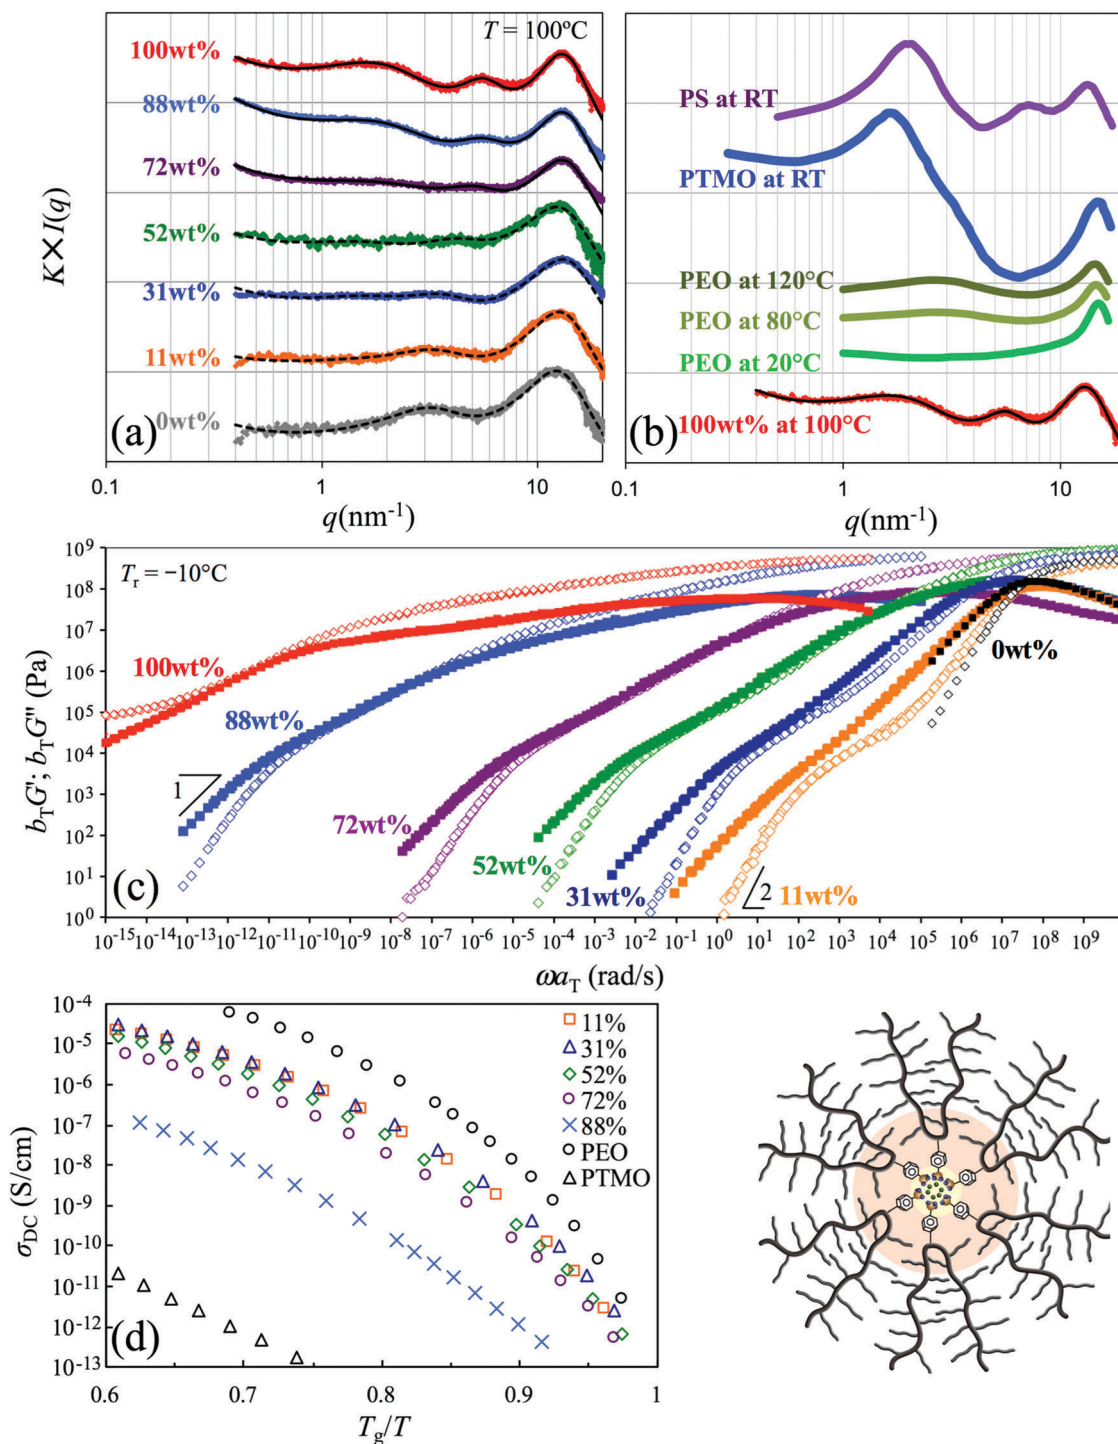 T = 100°C
100wt%
88wt%
72wt%
52wt%
31wt%
11wt%
0wt%
K×I(q)
(a)
0.1
1
10
q(nm⁻¹)
PS at RT
PTMO at RT
PEO at 120°C
PEO at 80°C
PEO at 20°C
100wt% at 100°C
(b)
0.1
1
10
q(nm⁻¹)
Tᵣ = −10°C
10⁹
10⁸
10⁷
10⁶
10⁵
10⁴
10³
10²
10¹
10⁰
b_TG'; b_TG" (Pa)
100wt%
88wt%
72wt%
52wt%
31wt%
11wt%
0wt%
1
2
(c)
10⁻¹⁵ 10⁻¹⁴ 10⁻¹³ 10⁻¹² 10⁻¹¹ 10⁻¹⁰ 10⁻⁹ 10⁻⁸ 10⁻⁷ 10⁻⁶ 10⁻⁵ 10⁻⁴ 10⁻³ 10⁻² 10⁻¹ 10⁰ 10¹ 10² 10³ 10⁴ 10⁵ 10⁶ 10⁷ 10⁸ 10⁹
ωa_T (rad/s)
10⁻⁴
10⁻⁵
10⁻⁶
10⁻⁷
10⁻⁸
10⁻⁹
10⁻¹⁰
10⁻¹¹
10⁻¹²
10⁻¹³
σ_DC (S/cm)
11%
31%
52%
72%
88%
PEO
PTMO
(d)
0.6
0.7
0.8
0.9
1
T_g/T